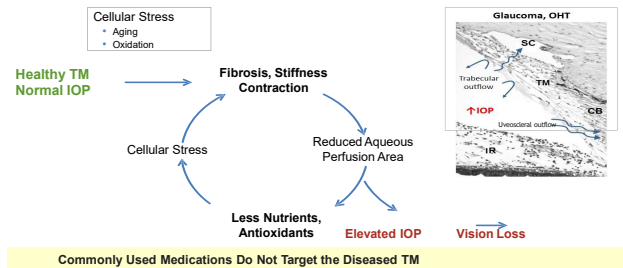 Cellular Stress
• Aging
• Oxidation
Glaucoma, OHT
SC
Trabecular
outflow
TM
↑IOP
CB
Uveoscleral outflow
IR
Healthy TM
Normal IOP
Fibrosis, Stiffness
Contraction
Cellular Stress
Reduced Aqueous
Perfusion Area
Less Nutrients,
Antioxidants
Elevated IOP
Vision Loss
Commonly Used Medications Do Not Target the Diseased TM